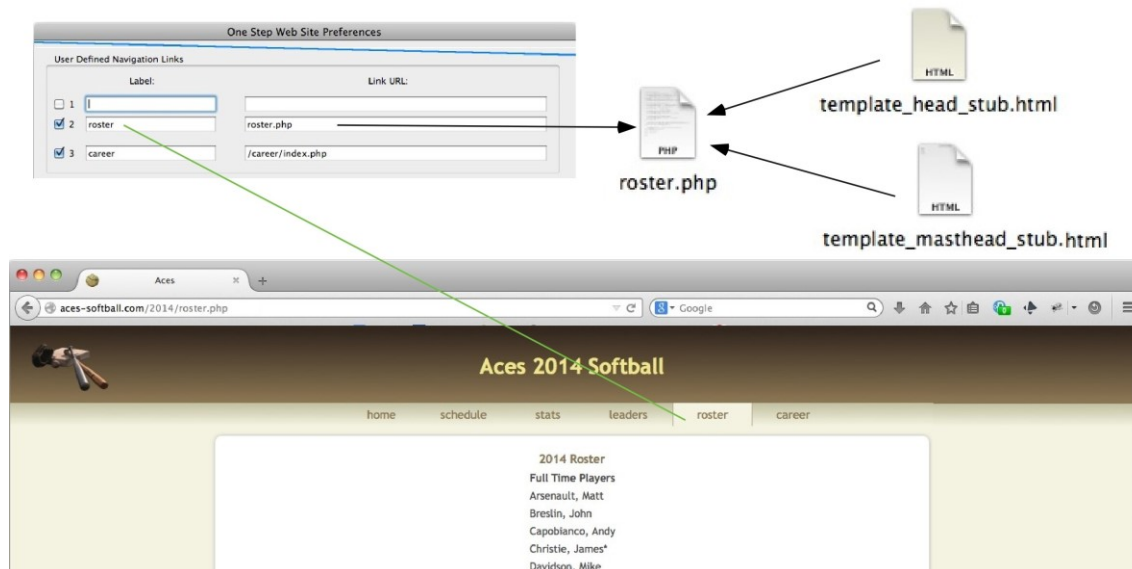 One Step Web Site Preferences
User Defined Navigation Links
Label: Link URL:
1
2 roster roster.php
3 career /career/index.php
HTML
template_head_stub.html
PHP
roster.php
HTML
template_masthead_stub.html
Aces
aces-softball.com/2014/roster.php
8 Google
Aces 2014 Softball
home schedule stats leaders roster career
2014 Roster
Full Time Players
Arsenault, Matt
Breslin, John
Capobianco, Andy
Christie, James*
Davidson, Mike